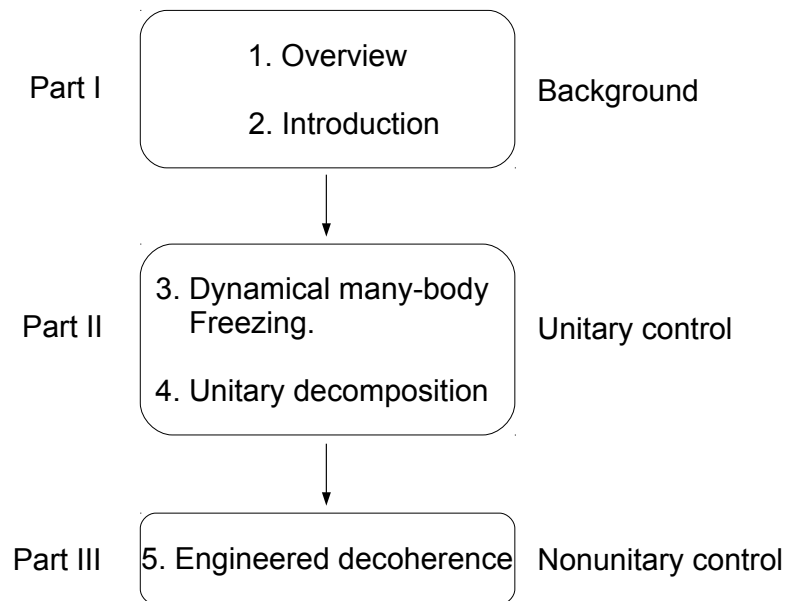 Part I
1. Overview
2. Introduction
Background
Part II
3. Dynamical many-body
Freezing.
4. Unitary decomposition
Unitary control
Part III
5. Engineered decoherence
Nonunitary control